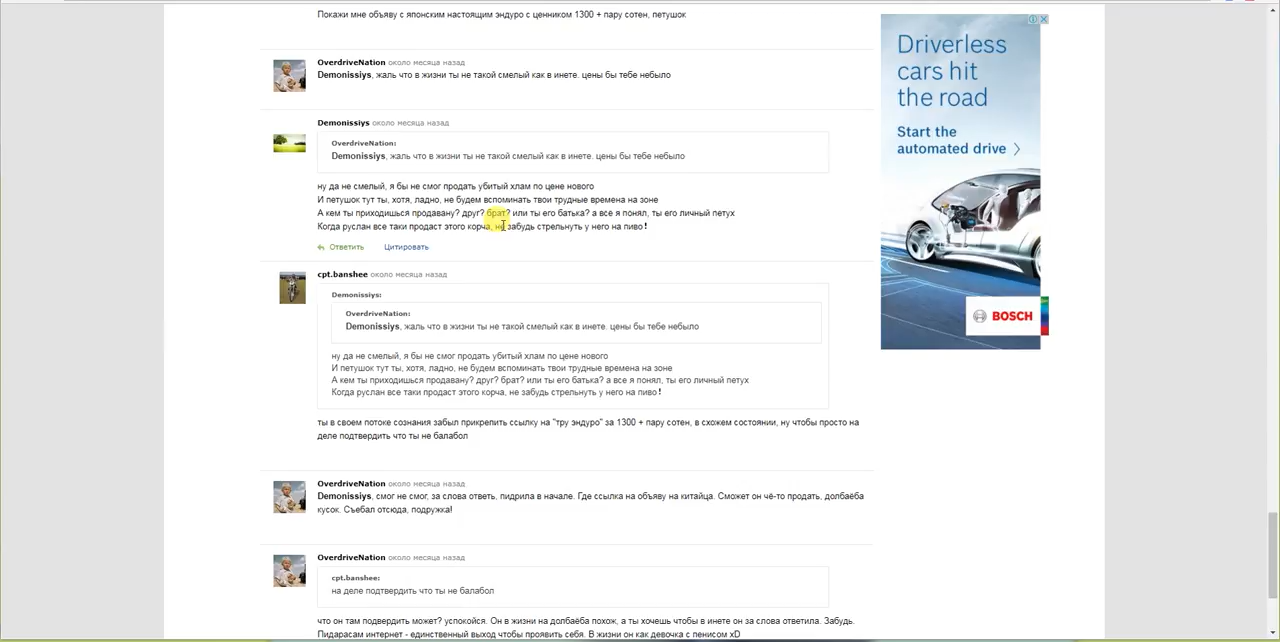 Покажи мне объяву с японским настоящим эндуро с ценником 1300 + пару сотен, петушок
OverdriveNation около месяца назад
Demonissiys, жаль что в жизни ты не такой смелый как в инете. цены бы тебе небыло
Demonissiys около месяца назад
OverdriveNation:
Demonissiys, жаль что в жизни ты не такой смелый как в инете. цены бы тебе небыло
ну да не смелый, я бы не смог продать убитый хлам по цене нового
И петушок тут ты, хотя, ладно, не будем вспоминать твои трудные времена на зоне
А кем ты приходишься продавану? друг? брат? или ты его батька? а все я понял, ты его личный петух
Когда руслан все таки продаст этого корча, не забудь стрельнуть у него на пиво!
Ответить Цитировать
cpt.banshee около месяца назад
Demonissiys:
OverdriveNation:
Demonissiys, жаль что в жизни ты не такой смелый как в инете. цены бы тебе небыло
ну да не смелый, я бы не смог продать убитый хлам по цене нового
И петушок тут ты, хотя, ладно, не будем вспоминать твои трудные времена на зоне
А кем ты приходишься продавану? друг? брат? или ты его батька? а все я понял, ты его личный петух
Когда руслан все таки продаст этого корча, не забудь стрельнуть у него на пиво!
ты в своем потоке сознания забыл прикрепить ссылку на "тру эндуро" за 1300 + пару сотен, в схожем состоянии, ну чтобы просто на
деле подтвердить что ты не балабол
OverdriveNation около месяца назад
Demonissiys, смог не смог, за слова ответь, пидрила в начале. Где ссылка на объяву на китайца. Сможет он чё-то продать, долбаёба
кусок. Съебал отсюда, подружка!
OverdriveNation около месяца назад
cpt.banshee:
на деле подтвердить что ты не балабол
что он там подвердить может? успокойся. Он в жизни на долбаёба похож, а ты хочешь чтобы в инете он за слова ответила. Забудь.
Пидарасам интернет - единственный выход чтобы проявить себя. В жизни он как девочка с пенисом xD
Driverless
cars hit
the road
Start the
automated drive
BOSCH